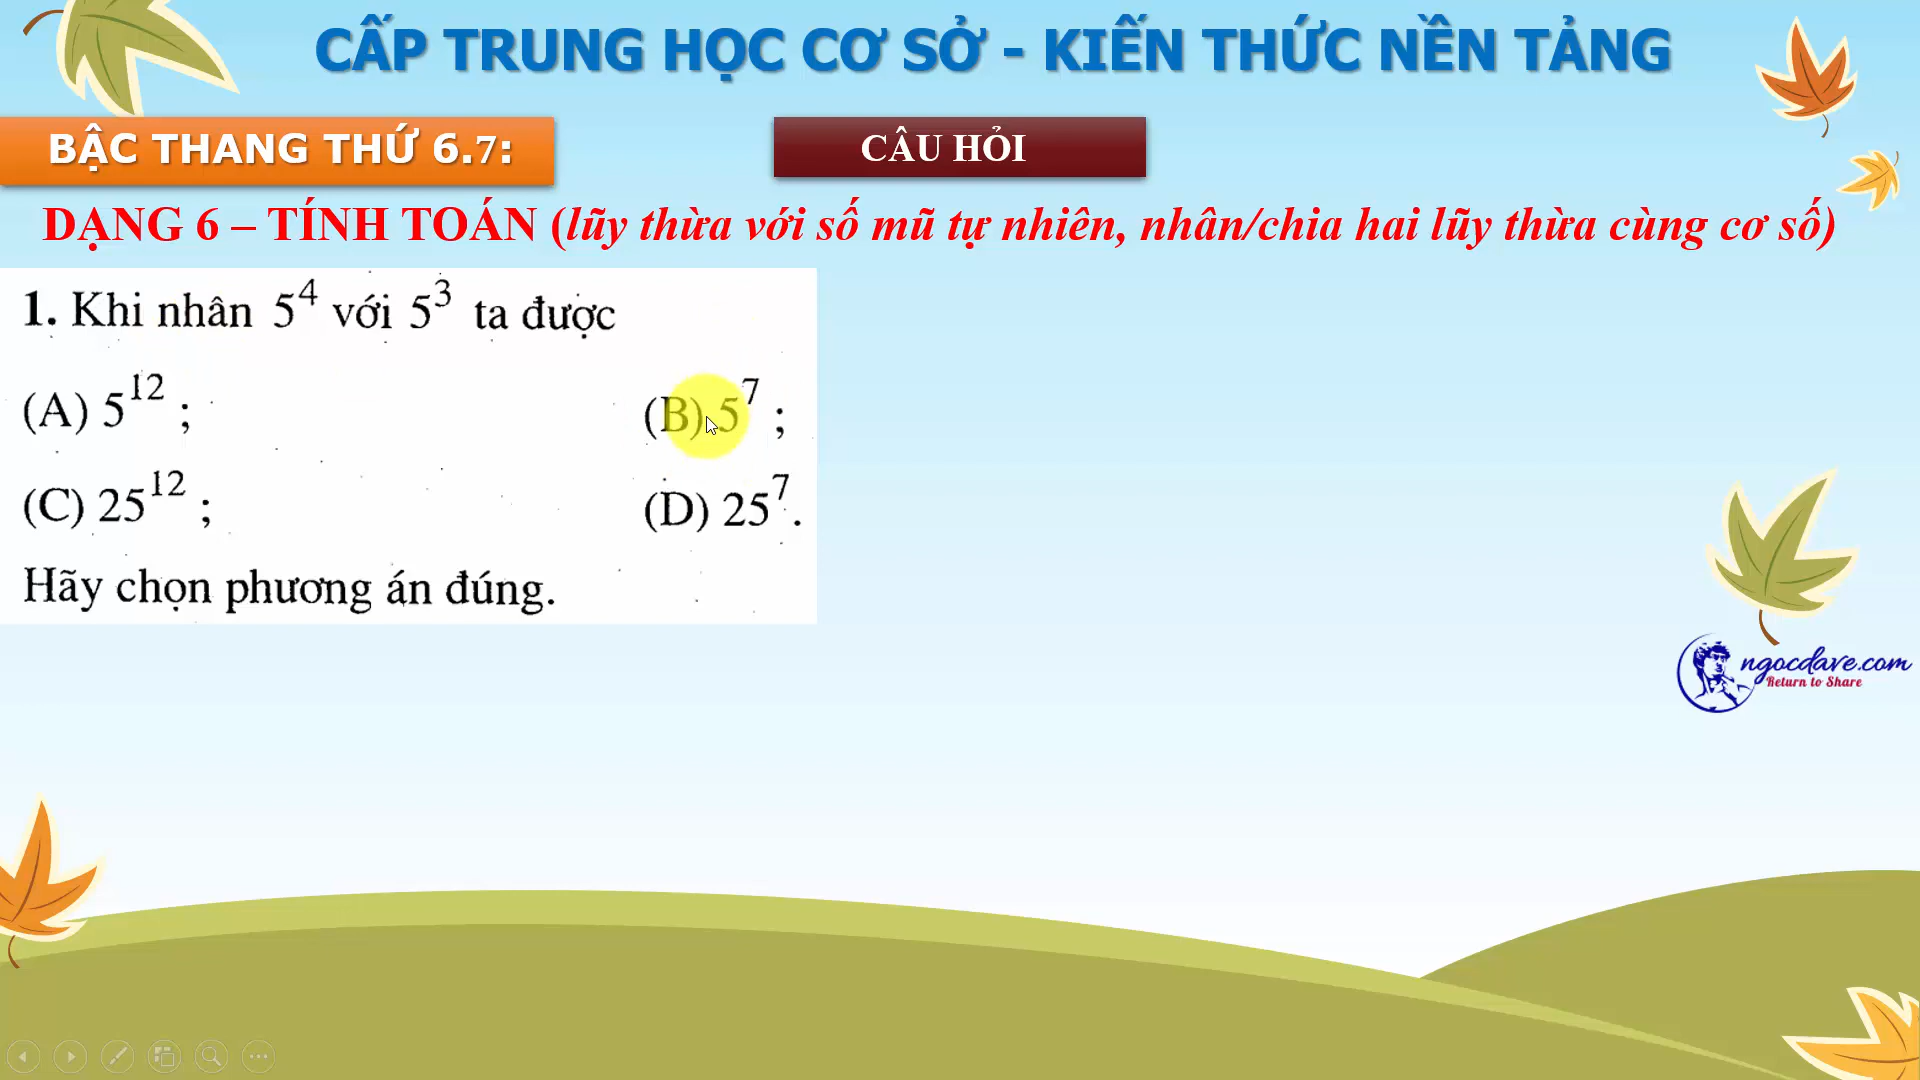 CẤP TRUNG HỌC CƠ SỞ - KIẾN THỨC NỀN TẢNG
BẬC THANG THỨ 6.7:
CÂU HỎI
DẠNG 6 – TÍNH TOÁN (lũy thừa với số mũ tự nhiên, nhân/chia hai lũy thừa cùng cơ số)
1. Khi nhân 5⁴ với 5³ ta được
(A) 5¹² ; (B) 5⁷ ;
(C) 25¹² ; (D) 25⁷.
Hãy chọn phương án đúng.
ngocdave.com
Return to Share